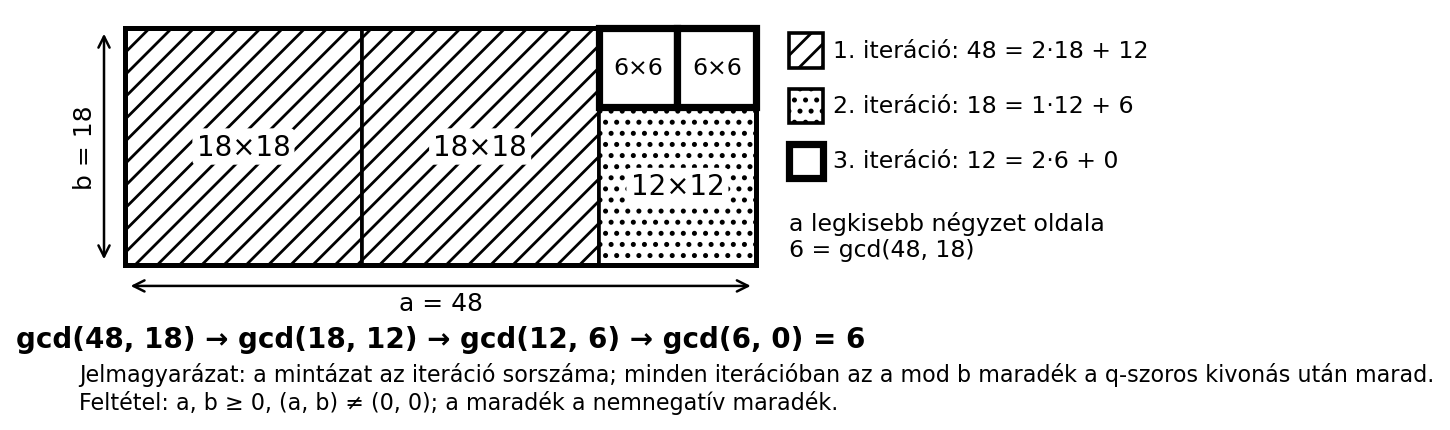 b = 18
18×18
18×18
6×6
6×6
12×12
a = 48
1. iteráció: 48 = 2·18 + 12
2. iteráció: 18 = 1·12 + 6
3. iteráció: 12 = 2·6 + 0
a legkisebb négyzet oldala
6 = gcd(48, 18)
gcd(48, 18) → gcd(18, 12) → gcd(12, 6) → gcd(6, 0) = 6
Jelmagyarázat: a mintázat az iteráció sorszáma; minden iterációban az a mod b maradék a q-szoros kivonás után marad.
Feltétel: a, b ≥ 0, (a, b) ≠ (0, 0); a maradék a nemnegatív maradék.